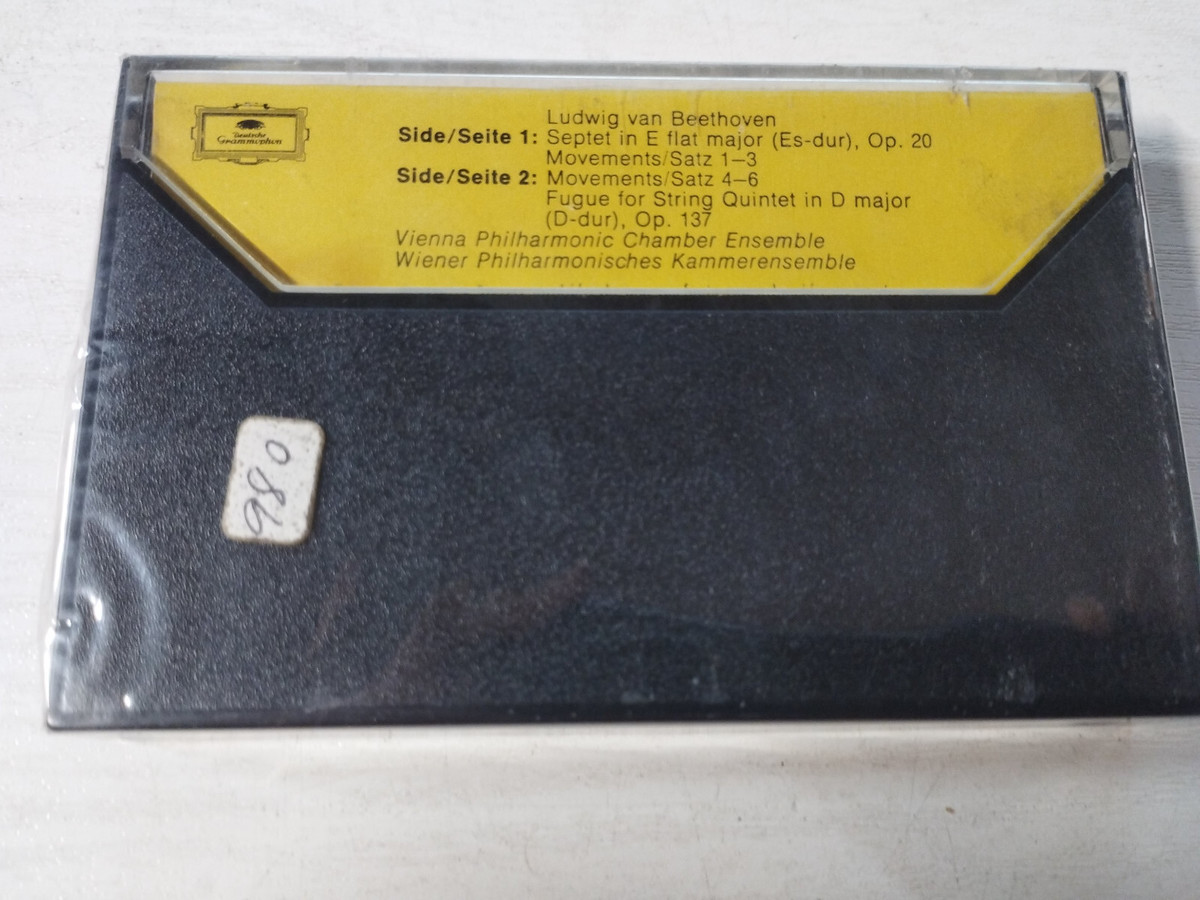 Deutsche
Grammophon
Ludwig van Beethoven
Side/Seite 1: Septet in E flat major (Es-dur), Op. 20
Movements/Satz 1–3
Side/Seite 2: Movements/Satz 4–6
Fugue for String Quintet in D major
(D-dur), Op. 137
Vienna Philharmonic Chamber Ensemble
Wiener Philharmonisches Kammerensemble
980